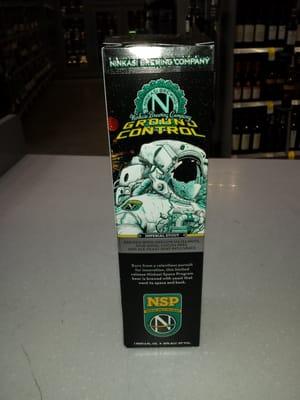 NINKASI BREWING COMPANY
N
Ninkasi Brewing Company
GROUND
CONTROL
IMPERIAL STOUT
Born from a relentless pursuit
for innovation, this limited
release Ninkasi Space Program
beer is brewed with yeast that
went to space and back.
NSP
N